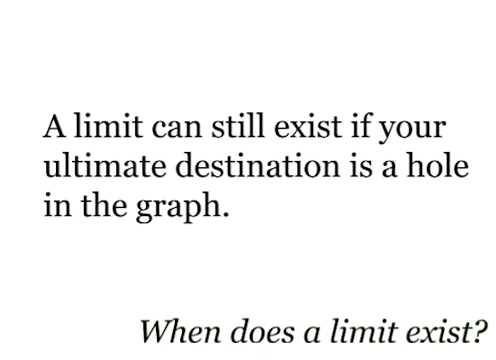 A limit can still exist if your
ultimate destination is a hole
in the graph.
When does a limit exist?